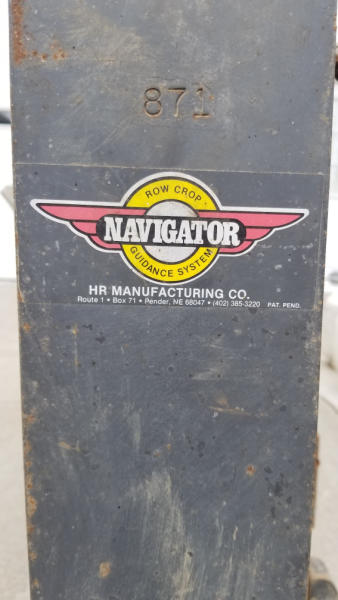 871
ROW CROP
NAVIGATOR
GUIDANCE SYSTEM
HR MANUFACTURING CO.
Route 1 • Box 71 • Pender, NE 68047 • (402) 385-3220 PAT. PEND.